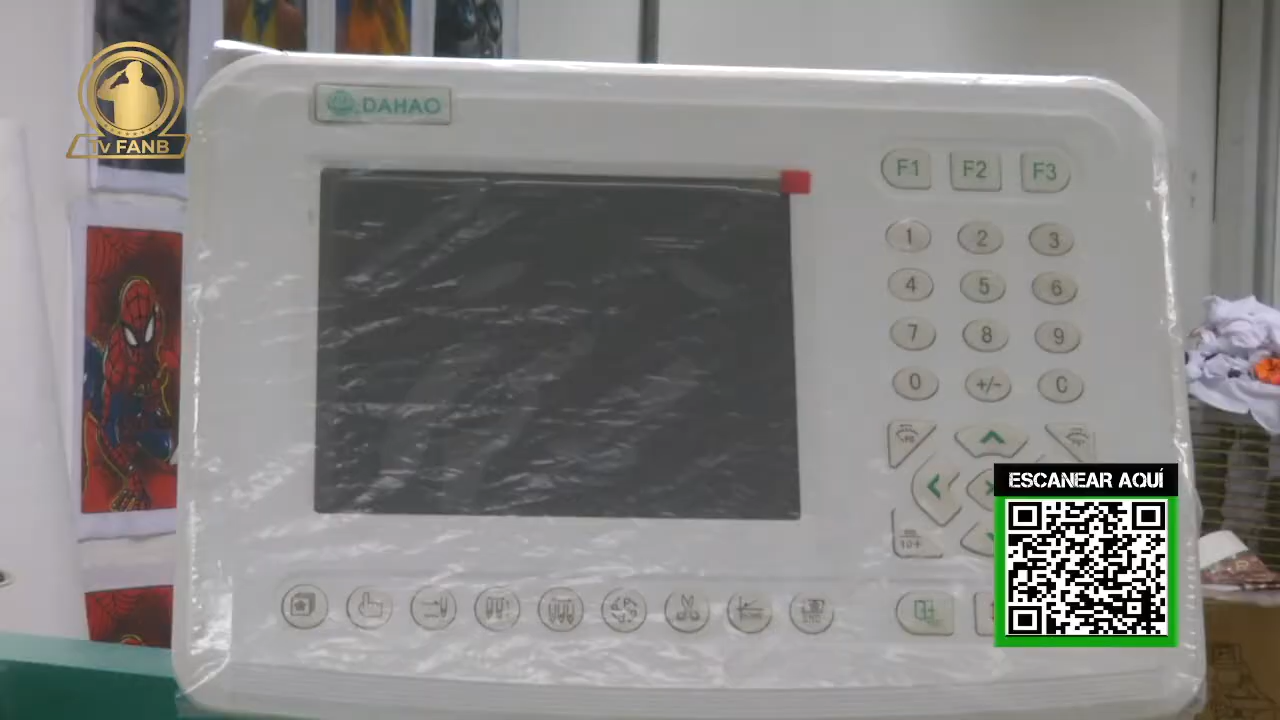 TV FANB
DAHAO
F1 F2 F3
1 2 3
4 5 6
7 8 9
0 +/- C
ESCANEAR AQUÍ